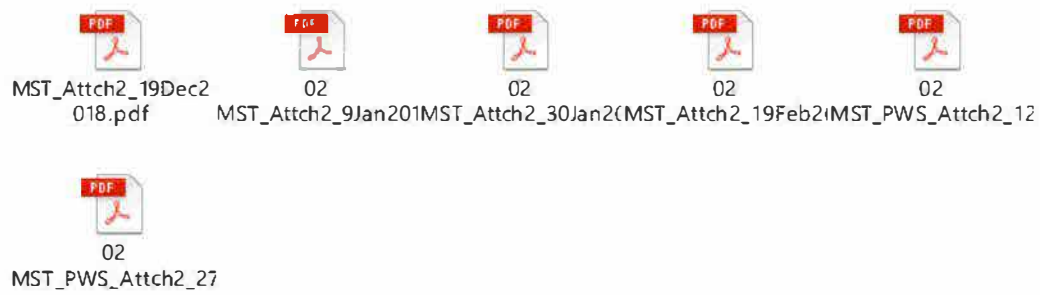 PDF PDF PDF PDF PDF
MST_Attch2_19Dec2 02 02 02 02
018.pdf MST_Attch2_9Jan201MST_Attch2_30Jan2(MST_Attch2_19Feb2(MST_PWS_Attch2_12
PDF
02
MST_PWS_Attch2_27